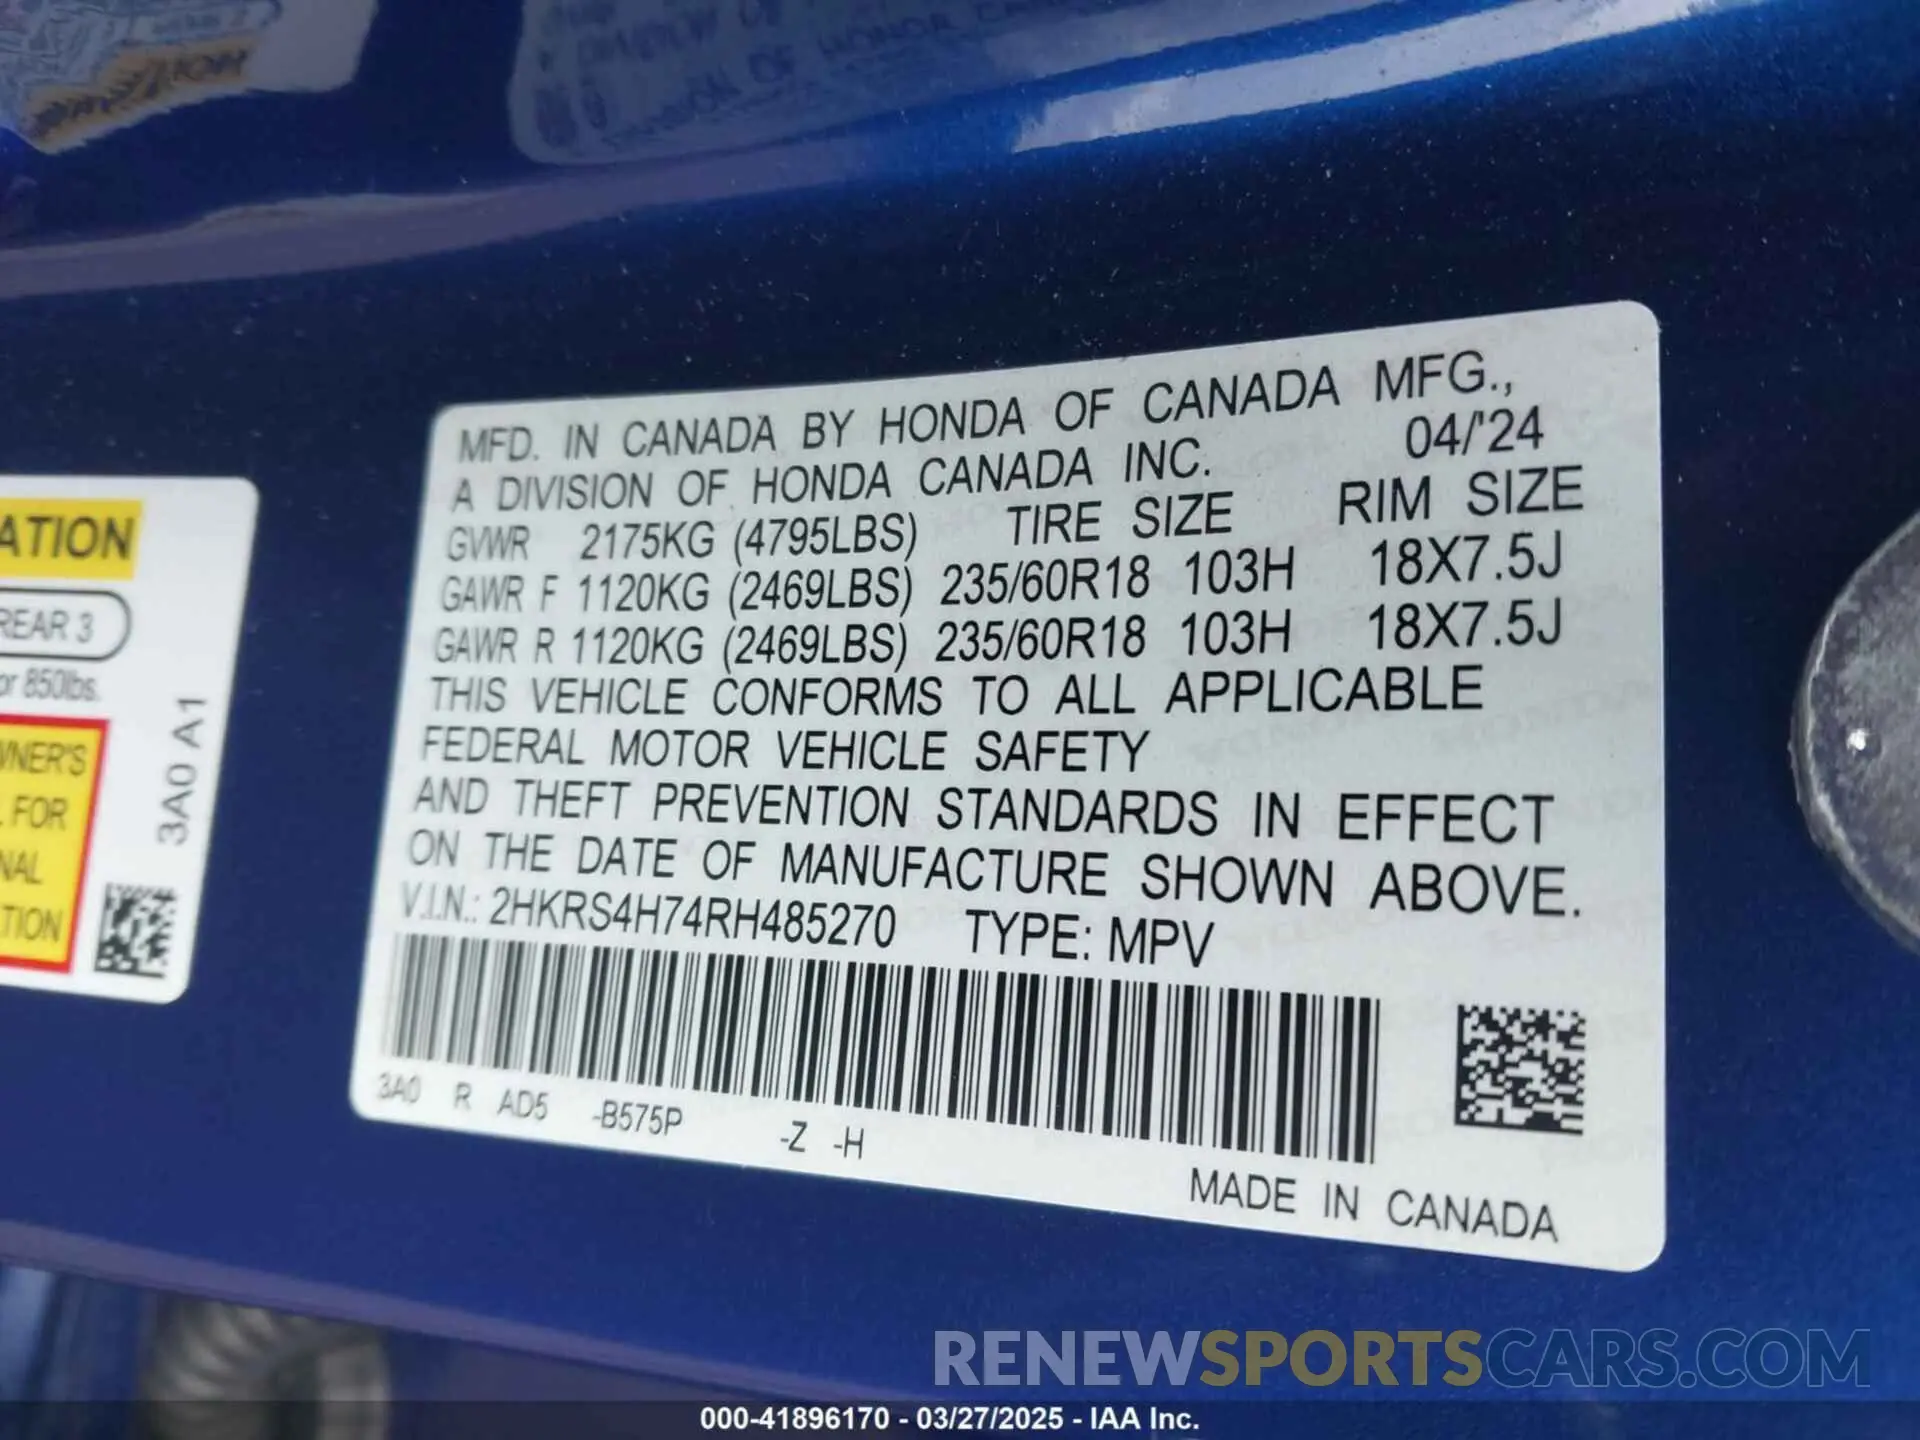 MFD. IN CANADA BY HONDA OF CANADA MFG.,
A DIVISION OF HONDA CANADA INC. 04/'24
GVWR 2175KG (4795LBS) TIRE SIZE RIM SIZE
GAWR F 1120KG (2469LBS) 235/60R18 103H 18X7.5J
GAWR R 1120KG (2469LBS) 235/60R18 103H 18X7.5J
THIS VEHICLE CONFORMS TO ALL APPLICABLE
FEDERAL MOTOR VEHICLE SAFETY
AND THEFT PREVENTION STANDARDS IN EFFECT
ON THE DATE OF MANUFACTURE SHOWN ABOVE.
V.I.N.: 2HKRS4H74RH485270 TYPE: MPV
3A0 R AD5 -B575P -Z -H
MADE IN CANADA
ATION
REAR 3
or 850lbs.
WNER'S
L FOR
NAL
TION
3A0 A1
RENEWSPORTSCARS.COM
000-41896170 - 03/27/2025 - IAA Inc.